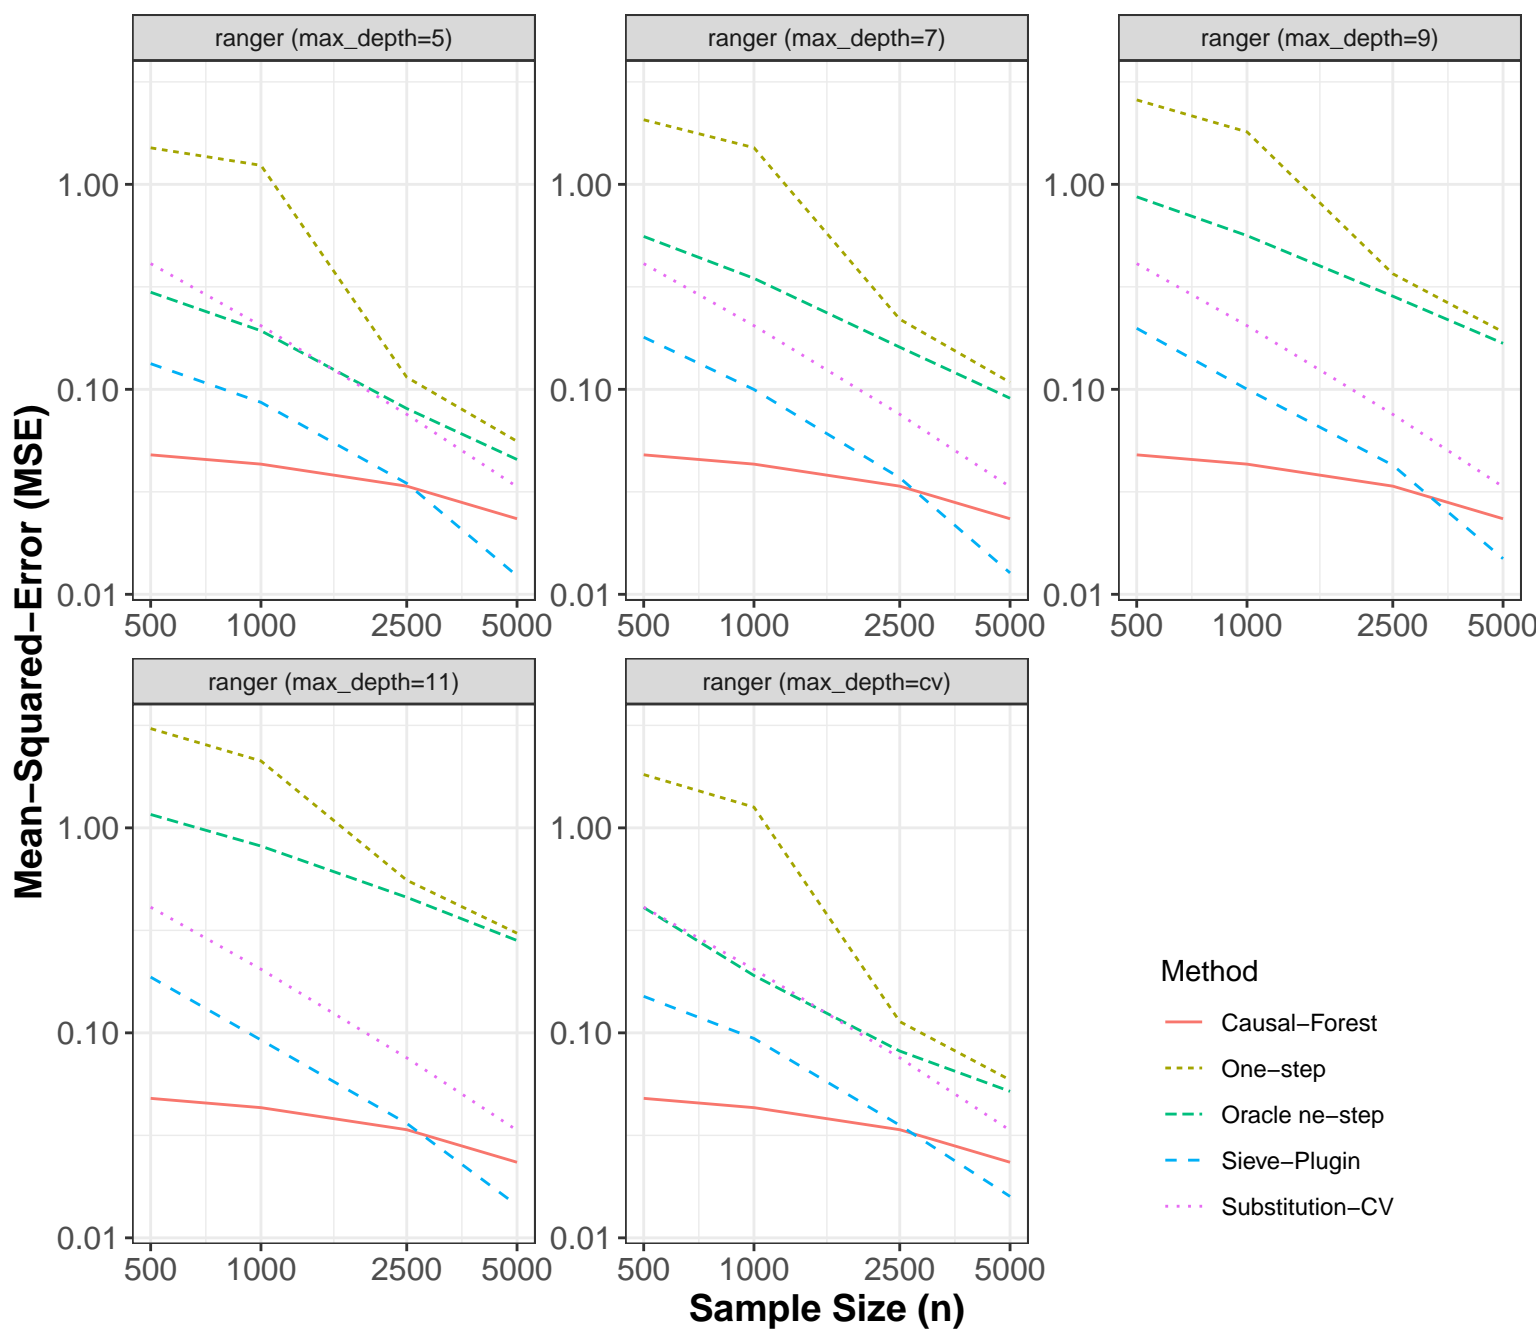 ranger (max_depth=5)
ranger (max_depth=7)
ranger (max_depth=9)
1.00
0.10
0.01
500 1000 2500 5000
1.00
0.10
0.01
500 1000 2500 5000
1.00
0.10
0.01
500 1000 2500 5000
Mean−Squared−Error (MSE)
ranger (max_depth=11)
ranger (max_depth=cv)
1.00
0.10
0.01
500 1000 2500 5000
1.00
0.10
0.01
500 1000 2500 5000
Sample Size (n)
Method
Causal−Forest
One−step
Oracle ne−step
Sieve−Plugin
Substitution−CV